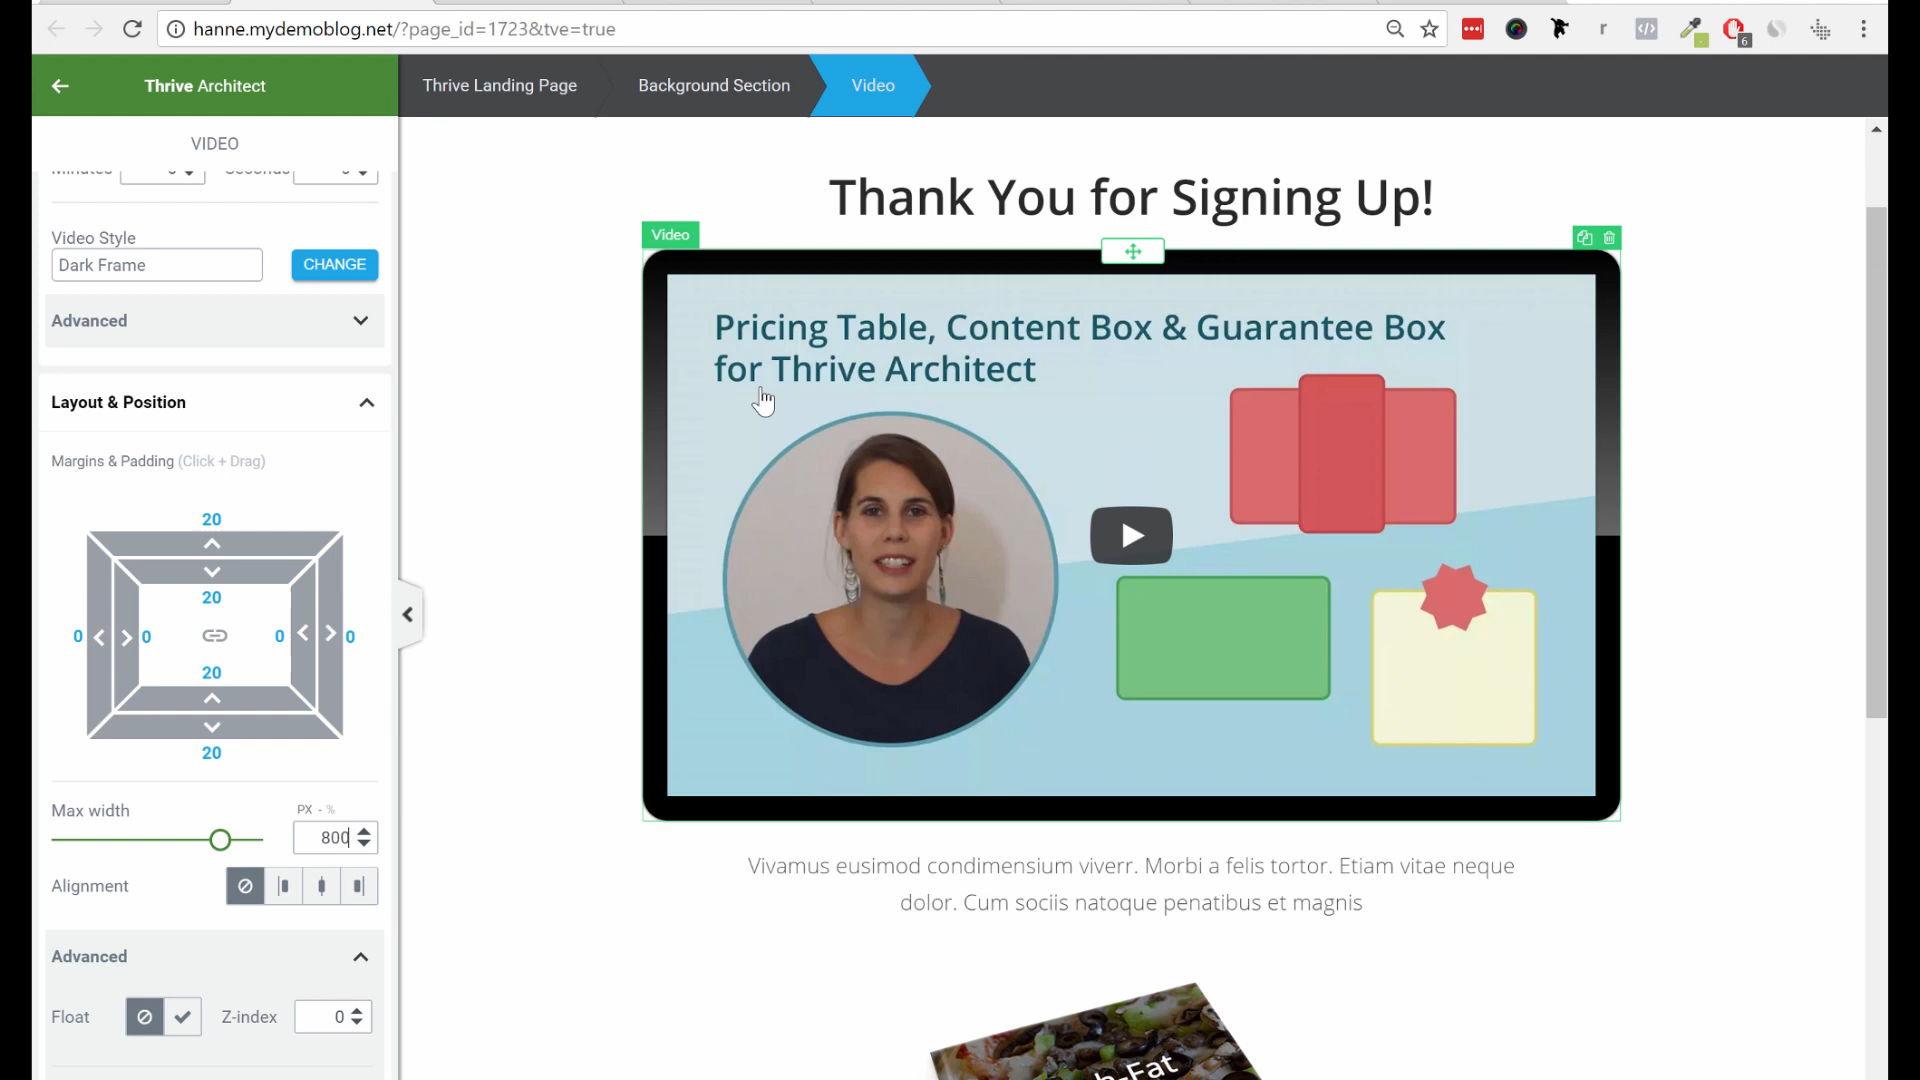 hanne.mydemoblog.net/?page_id=1723&tve=true
r
6
Thrive Architect
Thrive Landing Page
Background Section
Video
VIDEO
Minutes
Seconds
Video Style
Dark Frame
CHANGE
Advanced
Layout & Position
Margins & Padding (Click + Drag)
20
20
0
0
0
0
20
20
Max width
PX - %
800
Alignment
Advanced
Float
Z-index
0
Thank You for Signing Up!
Video
Pricing Table, Content Box & Guarantee Box
for Thrive Architect
Vivamus eusimod condimensium viverr. Morbi a felis tortor. Etiam vitae neque
dolor. Cum sociis natoque penatibus et magnis
h-Fat